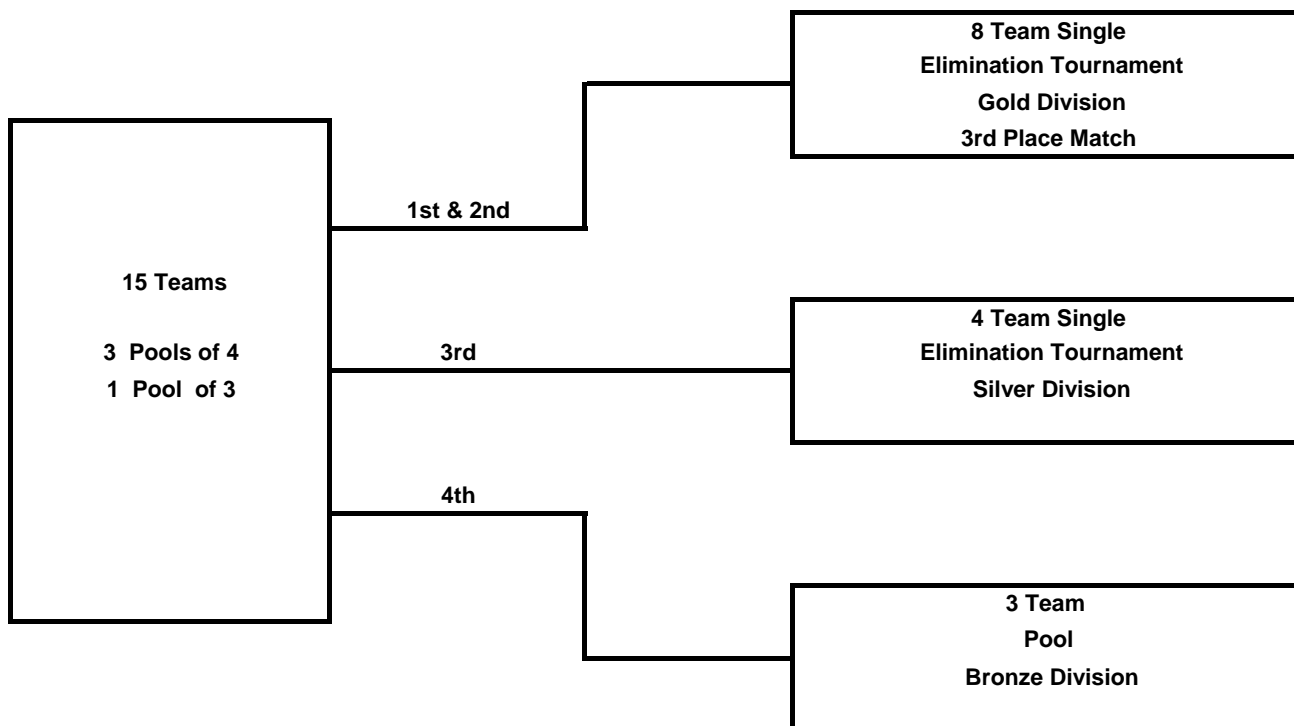 15 Teams
3 Pools of 4
1 Pool of 3
1st & 2nd
3rd
4th
8 Team Single
Elimination Tournament
Gold Division
3rd Place Match
4 Team Single
Elimination Tournament
Silver Division
3 Team
Pool
Bronze Division